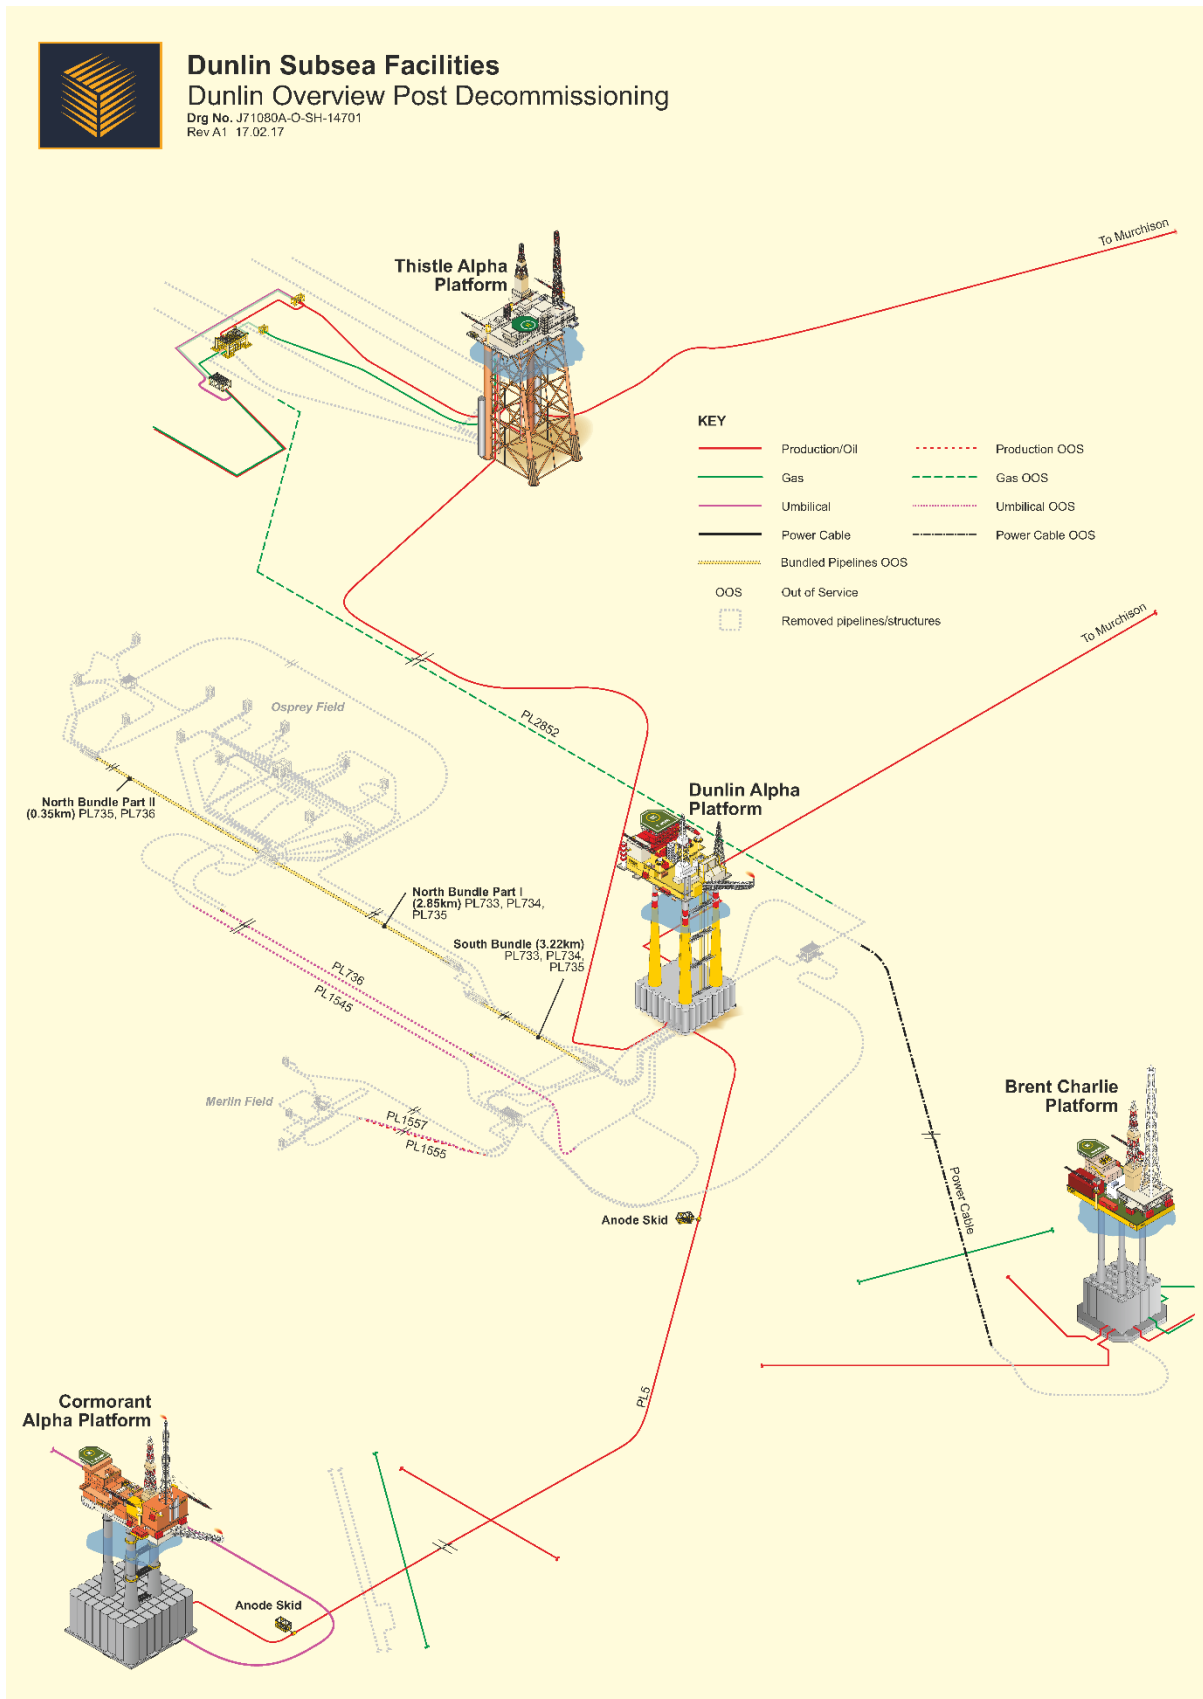 Dunlin Subsea Facilities
Dunlin Overview Post Decommissioning
Drg No. J71080A-O-SH-14701
Rev A1 17.02.17
To Murchison
Thistle Alpha
Platform
KEY
Production/Oil
Production OOS
Gas
Gas OOS
Umbilical
Umbilical OOS
Power Cable
Power Cable OOS
Bundled Pipelines OOS
OOS
Out of Service
Removed pipelines/structures
To Murchison
Osprey Field
PL2852
Dunlin Alpha
Platform
North Bundle Part II
(0.35km) PL735, PL736
North Bundle Part I
(2.85km) PL733, PL734,
PL735
South Bundle (3.22km)
PL733, PL734,
PL735
PL736
PL1545
Merlin Field
PL1557
PL1555
Brent Charlie
Platform
Power Cable
Anode Skid
PL5
Cormorant
Alpha Platform
Anode Skid